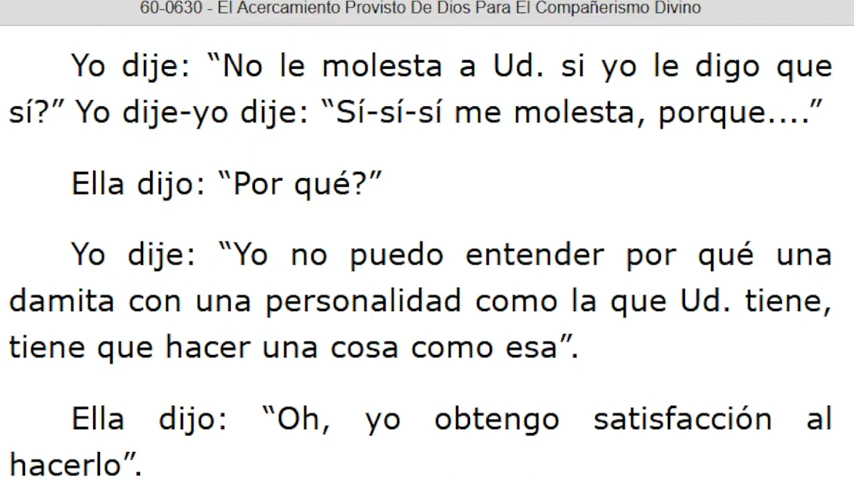 60-0630 - El Acercamiento Provisto De Dios Para El Compañerismo Divino
Yo dije: “No le molesta a Ud. si yo le digo que
sí?” Yo dije-yo dije: “Sí-sí-sí me molesta, porque....”
Ella dijo: “Por qué?”
Yo dije: “Yo no puedo entender por qué una
damita con una personalidad como la que Ud. tiene,
tiene que hacer una cosa como esa”.
Ella dijo: “Oh, yo obtengo satisfacción al
hacerlo”.